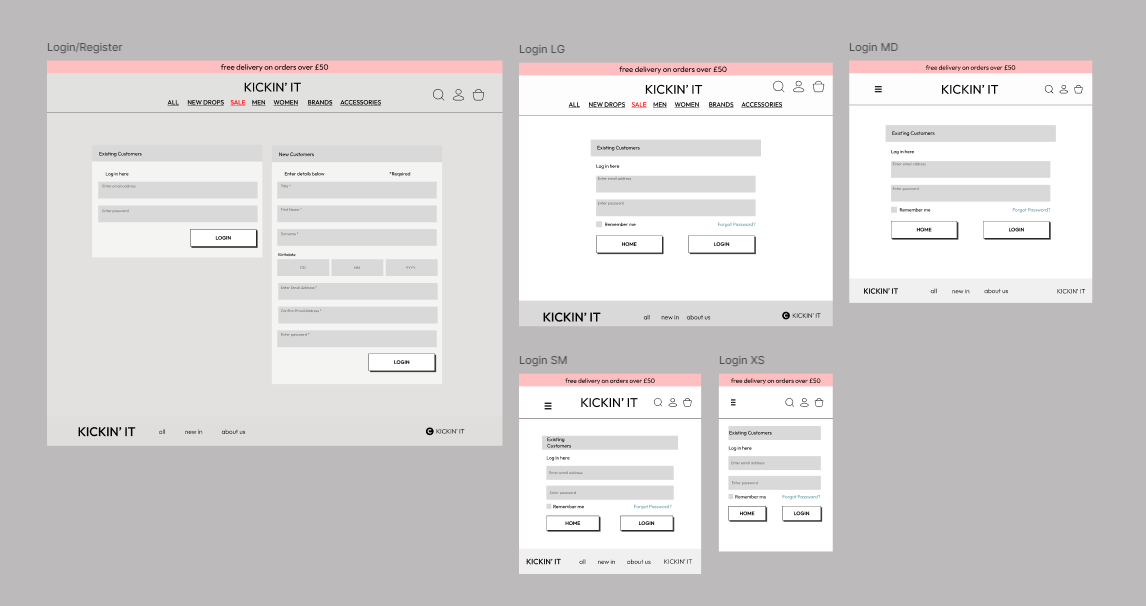 Login/Register
free delivery on orders over £50
KICKIN' IT
ALL NEW DROPS SALE MEN WOMEN BRANDS ACCESSORIES
Existing Customers
Log in here
Enter email address
Enter password
LOGIN
New Customers
Enter details below *Required
Title *
First Name *
Surname *
Birthdate
DD MM YYYY
Enter Email Address *
Confirm Email Address *
Enter password *
LOGIN
KICKIN' IT all new in about us C KICKIN' IT
Login LG
free delivery on orders over £50
KICKIN' IT
ALL NEW DROPS SALE MEN WOMEN BRANDS ACCESSORIES
Existing Customers
Log in here
Enter email address
Enter password
Remember me Forgot Password?
HOME LOGIN
KICKIN' IT all new in about us C KICKIN' IT
Login MD
free delivery on orders over £50
KICKIN' IT
Existing Customers
Log in here
Enter email address
Enter password
Remember me Forgot Password?
HOME LOGIN
KICKIN' IT all new in about us KICKIN' IT
Login SM
free delivery on orders over £50
KICKIN' IT
Existing
Customers
Log in here
Enter email address
Enter password
Remember me Forgot Password?
HOME LOGIN
KICKIN' IT all new in about us KICKIN' IT
Login XS
free delivery on orders over £50
Existing Customers
Log in here
Enter email address
Enter password
Remember me Forgot Password?
HOME LOGIN